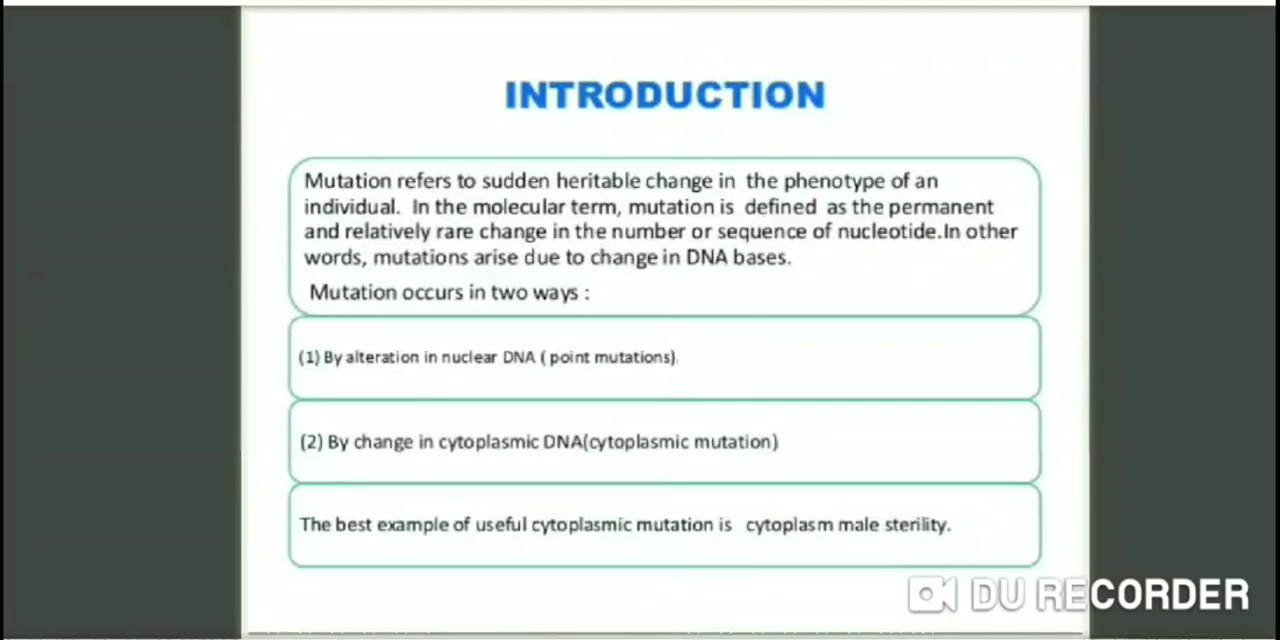 INTRODUCTION
Mutation refers to sudden heritable change in the phenotype of an
individual. In the molecular term, mutation is defined as the permanent
and relatively rare change in the number or sequence of nucleotide.In other
words, mutations arise due to change in DNA bases.
Mutation occurs in two ways :
(1) By alteration in nuclear DNA ( point mutations).
(2) By change in cytoplasmic DNA(cytoplasmic mutation)
The best example of useful cytoplasmic mutation is cytoplasm male sterility.
DU RECORDER